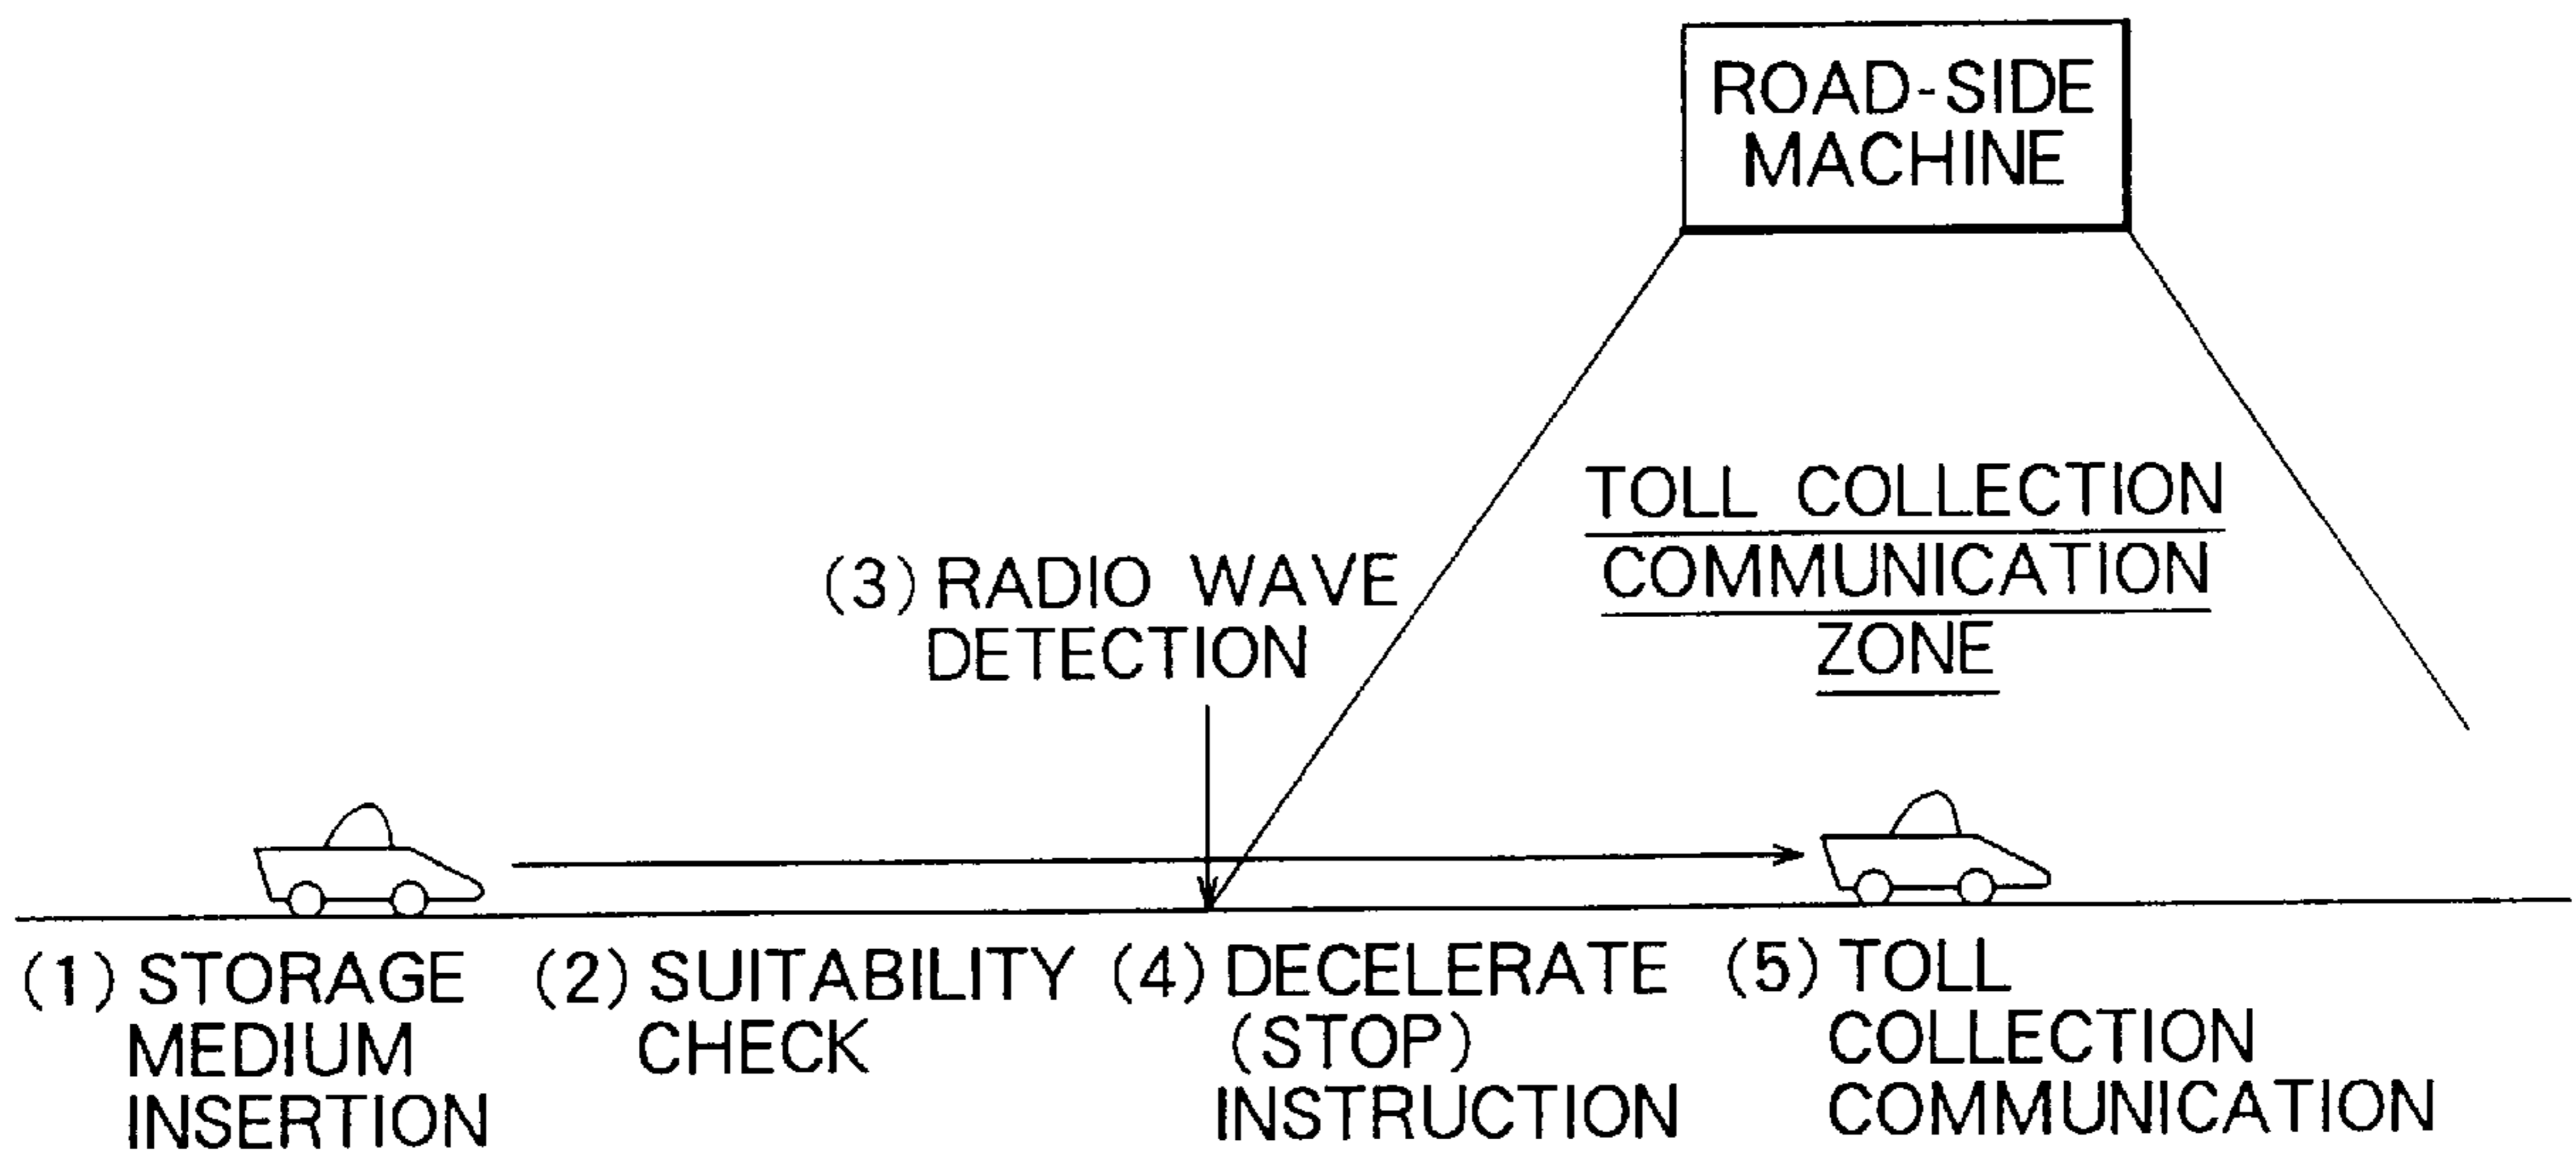 ROAD-SIDE
MACHINE
TOLL COLLECTION
COMMUNICATION
ZONE
(3) RADIO WAVE
DETECTION
(1) STORAGE
MEDIUM
INSERTION
(2) SUITABILITY
CHECK
(4) DECELERATE
(STOP)
INSTRUCTION
(5) TOLL
COLLECTION
COMMUNICATION